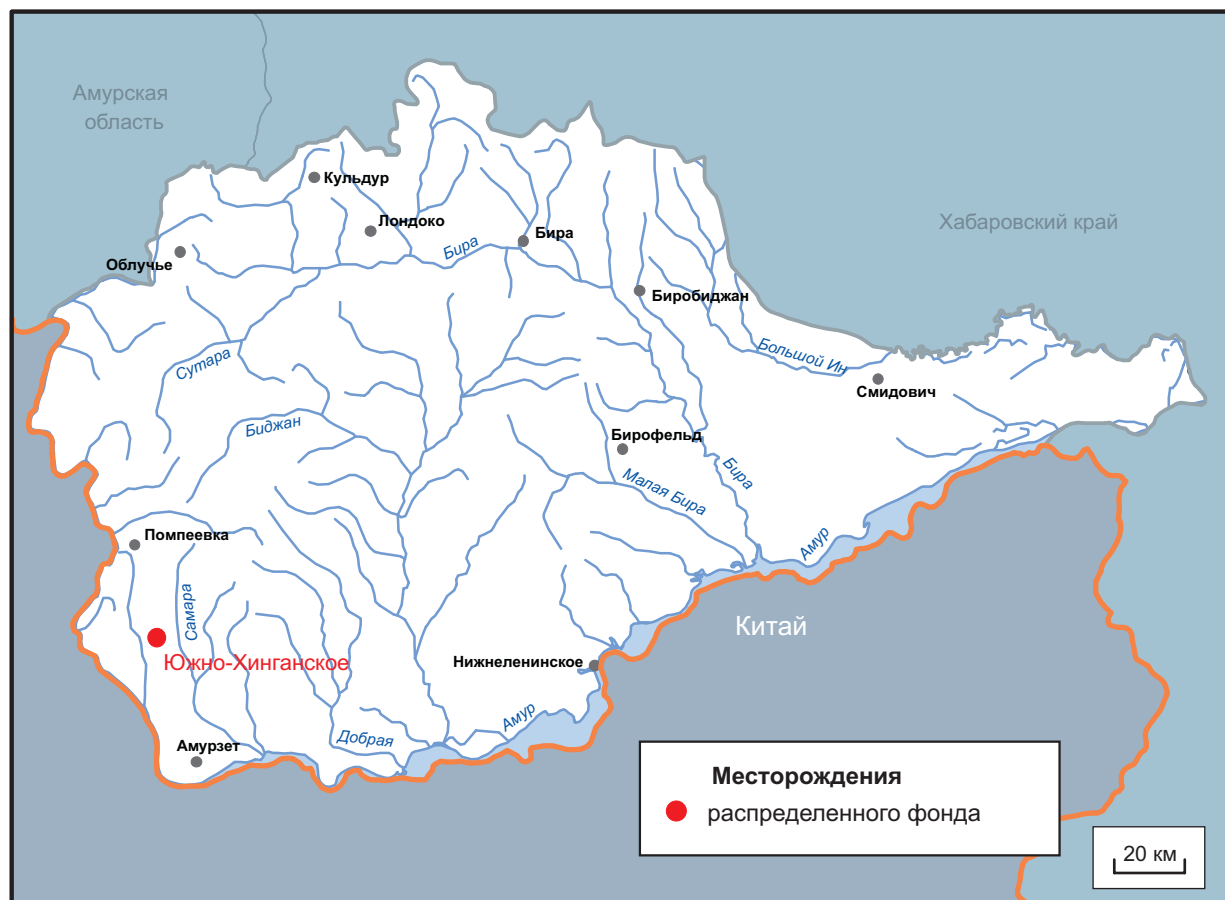 Амурская
область
Кульдур
Лондоко
Бира
Бира
Хабаровский край
Облучье
Биробиджан
Большой Ин
Сутара
Смидович
Биджан
Бирофельд
Бира
Малая Бира
Амур
Помпеевка
Самара
Китай
Южно-Хинганское
Нижнеленинское
Амур
Добрая
Амурзет
Месторождения
распределенного фонда
20 км